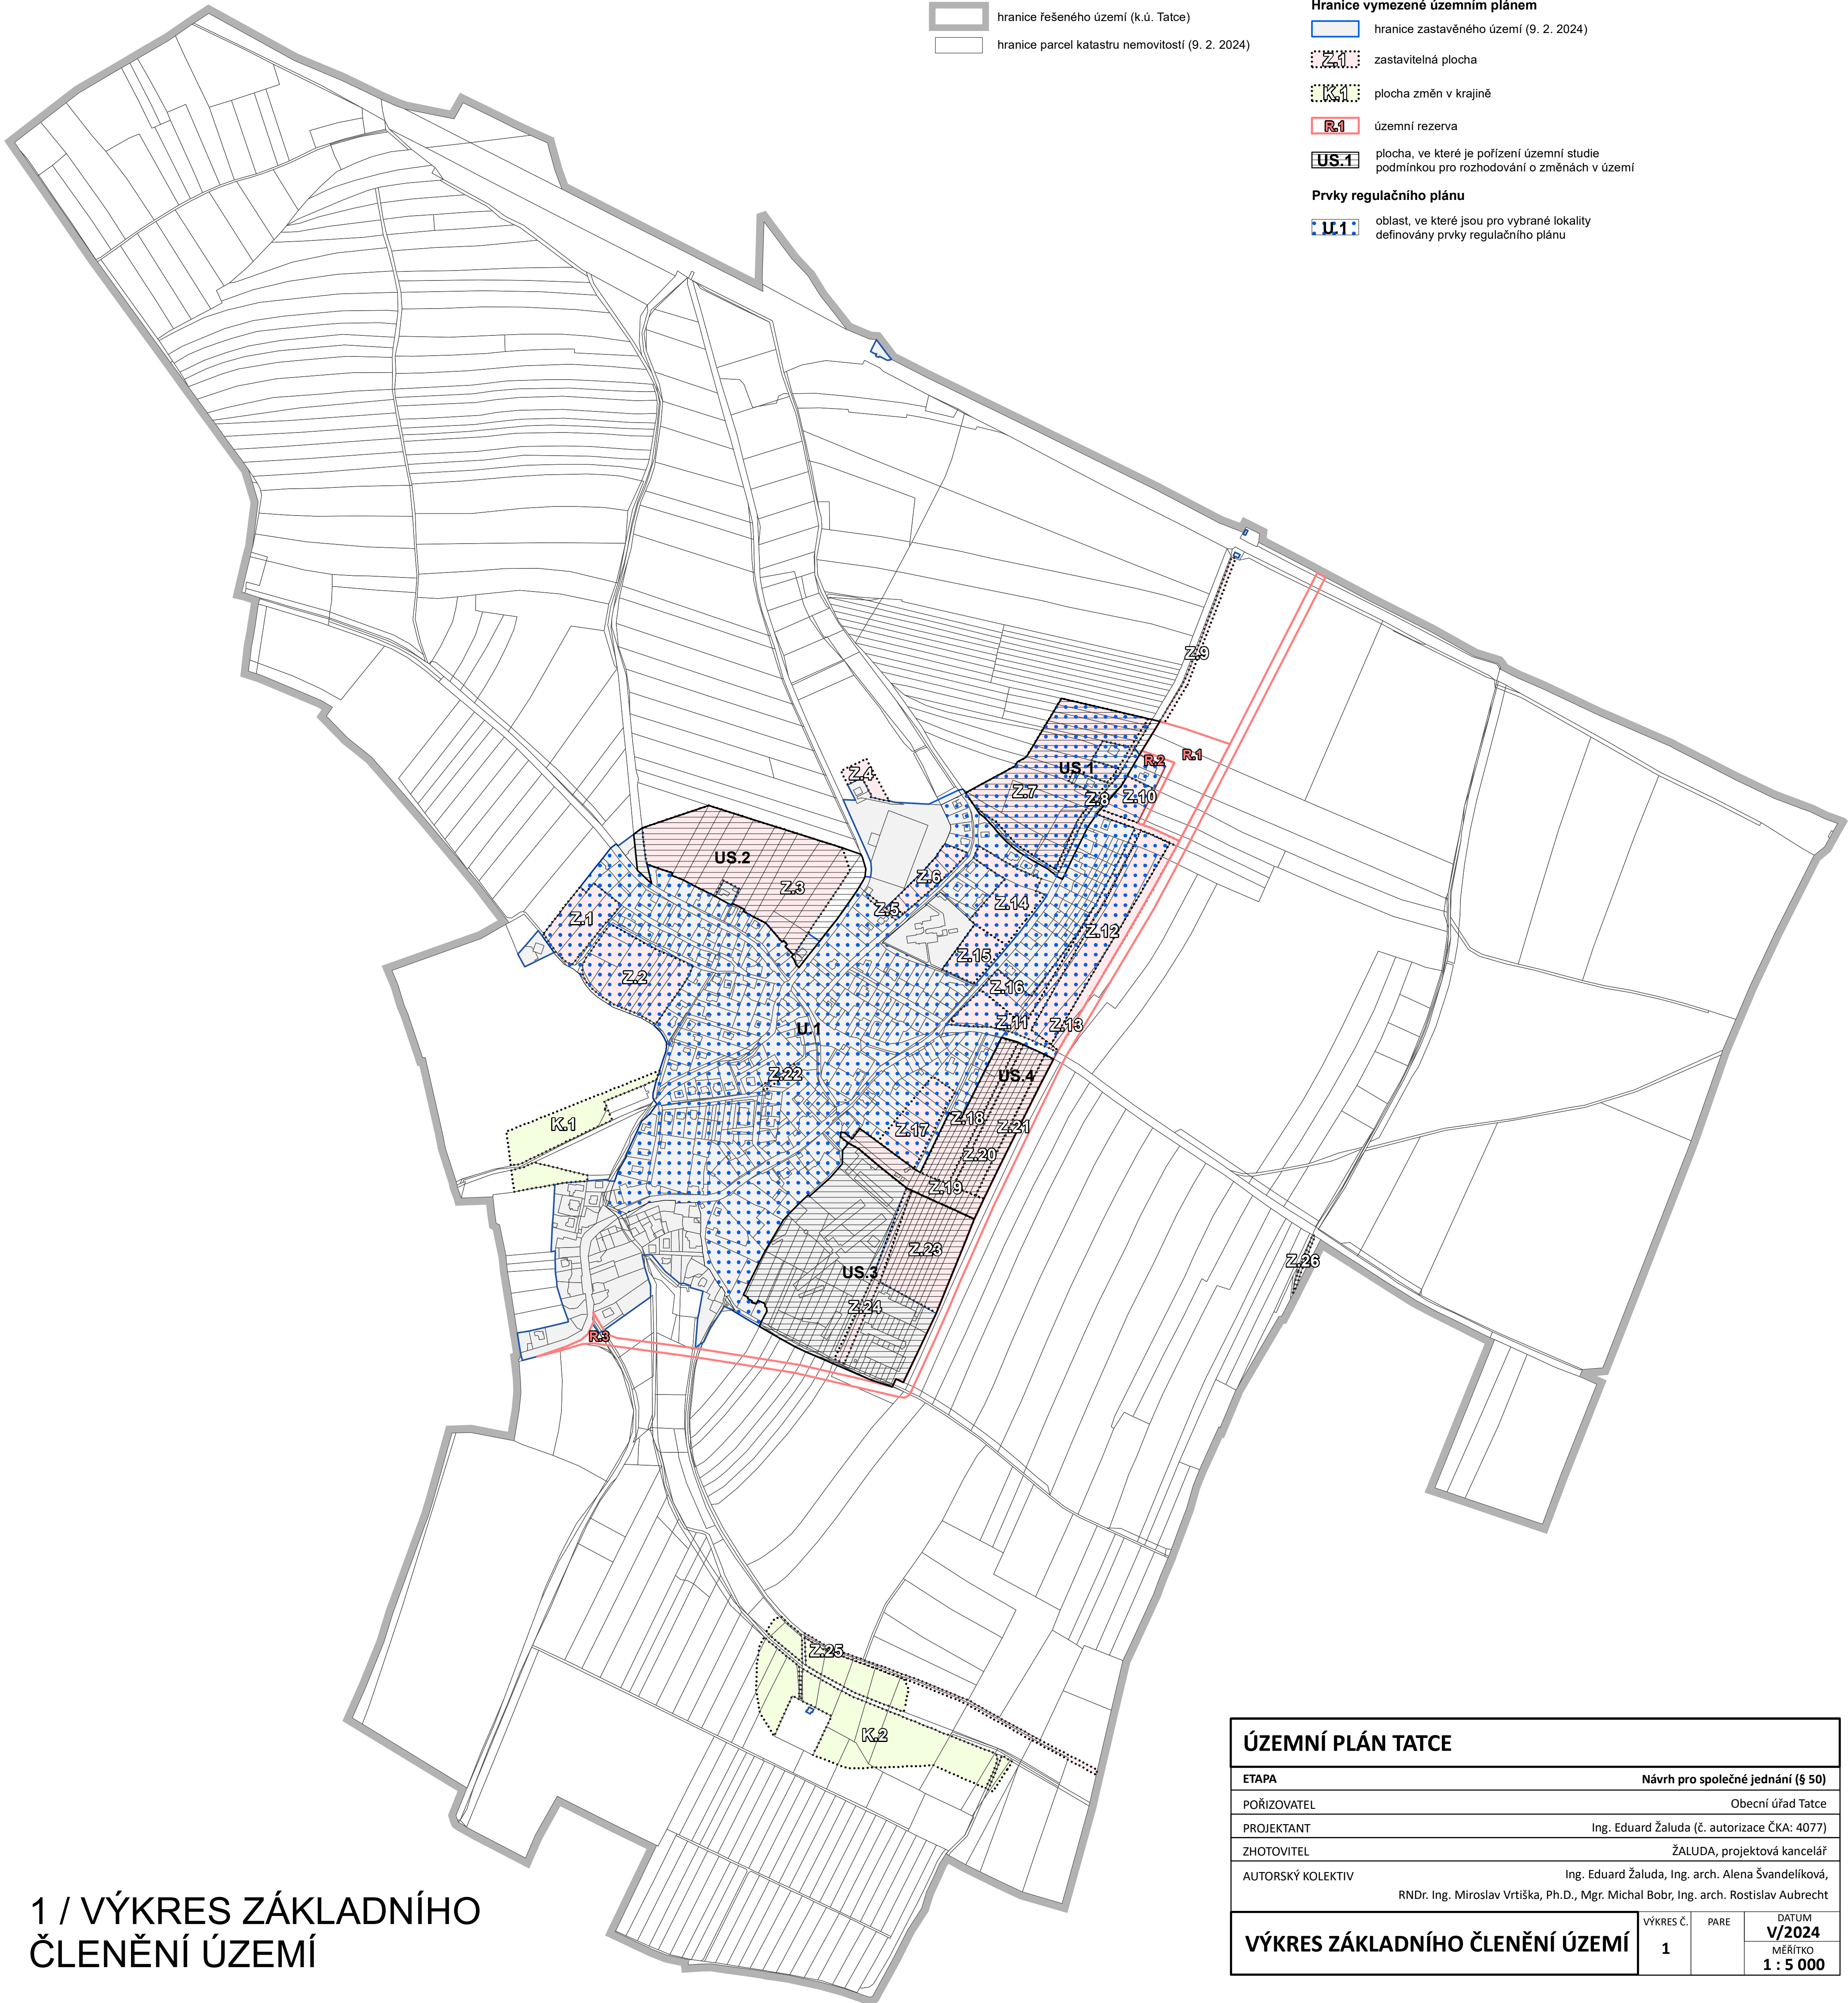 hranice řešeného území (k.ú. Tatce)
hranice parcel katastru nemovitostí (9. 2. 2024)
Hranice vymezené územním plánem
hranice zastavěného území (9. 2. 2024)
Z.1
zastavitelná plocha
K.1
plocha změn v krajině
R.1
územní rezerva
US.1
plocha, ve které je pořízení územní studie
podmínkou pro rozhodování o změnách v území
Prvky regulačního plánu
U.1
oblast, ve které jsou pro vybrané lokality
definovány prvky regulačního plánu
Z.9
R.1
R.2
US.1
Z.4
Z.7
Z.8
Z.10
US.2
Z.3
Z.6
Z.5
Z.14
Z.1
Z.12
Z.15
Z.2
Z.16
Z.11
Z.13
U.1
Z.22
US.4
K.1
Z.18
Z.17
Z.21
Z.20
Z.19
Z.23
Z.26
US.3
Z.24
R.3
Z.25
K.2
1 / VÝKRES ZÁKLADNÍHO
ČLENĚNÍ ÚZEMÍ
ÚZEMNÍ PLÁN TATCE
ETAPA Návrh pro společné jednání (§ 50)
POŘIZOVATEL Obecní úřad Tatce
PROJEKTANT Ing. Eduard Žaluda (č. autorizace ČKA: 4077)
ZHOTOVITEL ŽALUDA, projektová kancelář
AUTORSKÝ KOLEKTIV Ing. Eduard Žaluda, Ing. arch. Alena Švandelíková,
RNDr. Ing. Miroslav Vrtiška, Ph.D., Mgr. Michal Bobr, Ing. arch. Rostislav Aubrecht
VÝKRES ZÁKLADNÍHO ČLENĚNÍ ÚZEMÍ
VÝKRES Č.
1
PARE
DATUM
V/2024
MĚŘÍTKO
1 : 5 000